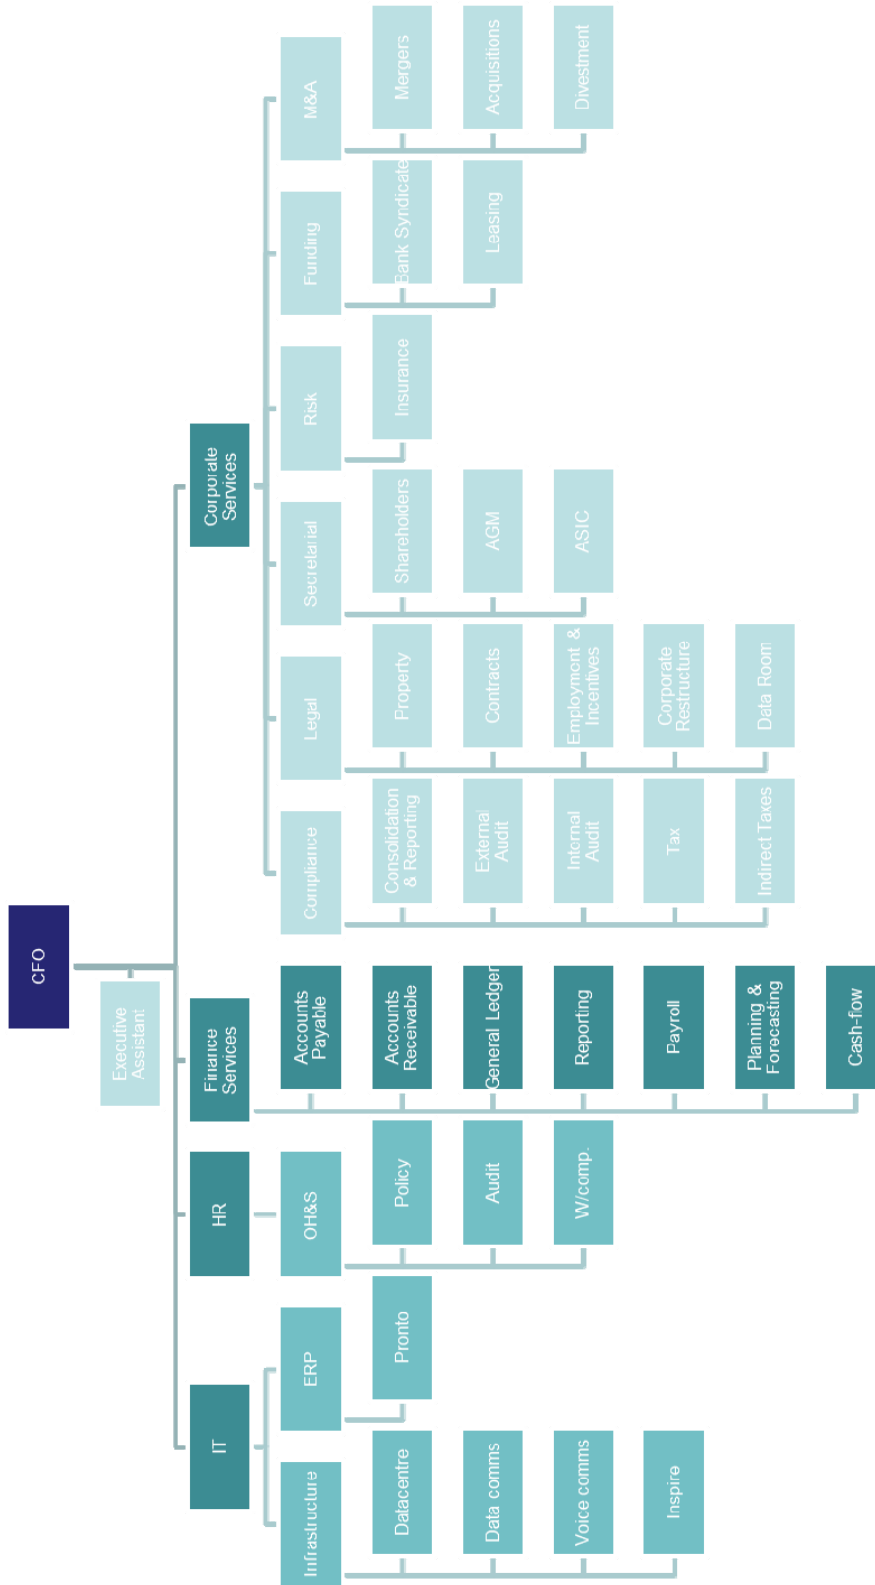 CFO
Executive
Assistant
IT
HR
Finance
Services
Corporate
Services
Infrastructure
ERP
OH&S
Accounts
Payable
Compliance
Legal
Secretarial
Risk
Funding
M&A
Datacentre
Pronto
Policy
Accounts
Receivable
Consolidation
& Reporting
Property
Shareholders
Insurance
Bank Syndicate
Mergers
Data comms
Audit
General Ledger
External
Audit
Contracts
AGM
Leasing
Acquisitions
Voice comms
W/comp.
Reporting
Internal
Audit
Employment &
Incentives
ASIC
Divestment
Inspire
Payroll
Tax
Corporate
Restructure
Planning &
Forecasting
Indirect Taxes
Data Room
Cash-flow